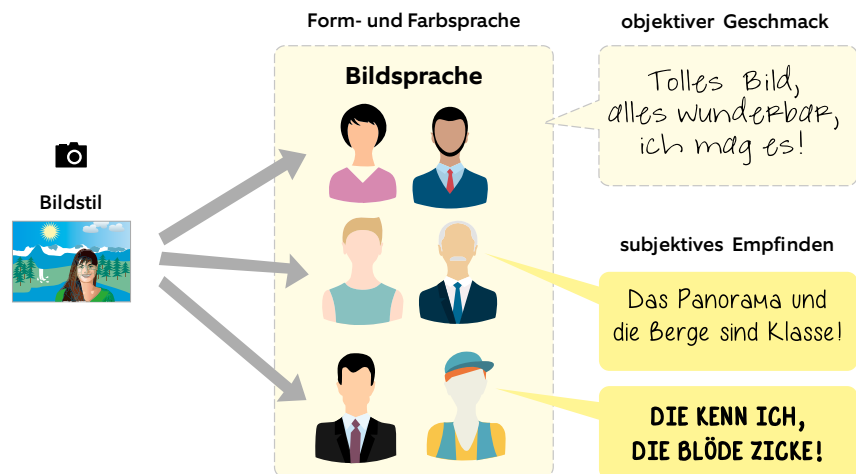 Form- und Farbsprache
objektiver Geschmack
Bildsprache
Tolles Bild,
alles wunderbar,
ich mag es!
Bildstil
subjektives Empfinden
Das Panorama und
die Berge sind Klasse!
DIE KENN ICH,
DIE BLÖDE ZICKE!